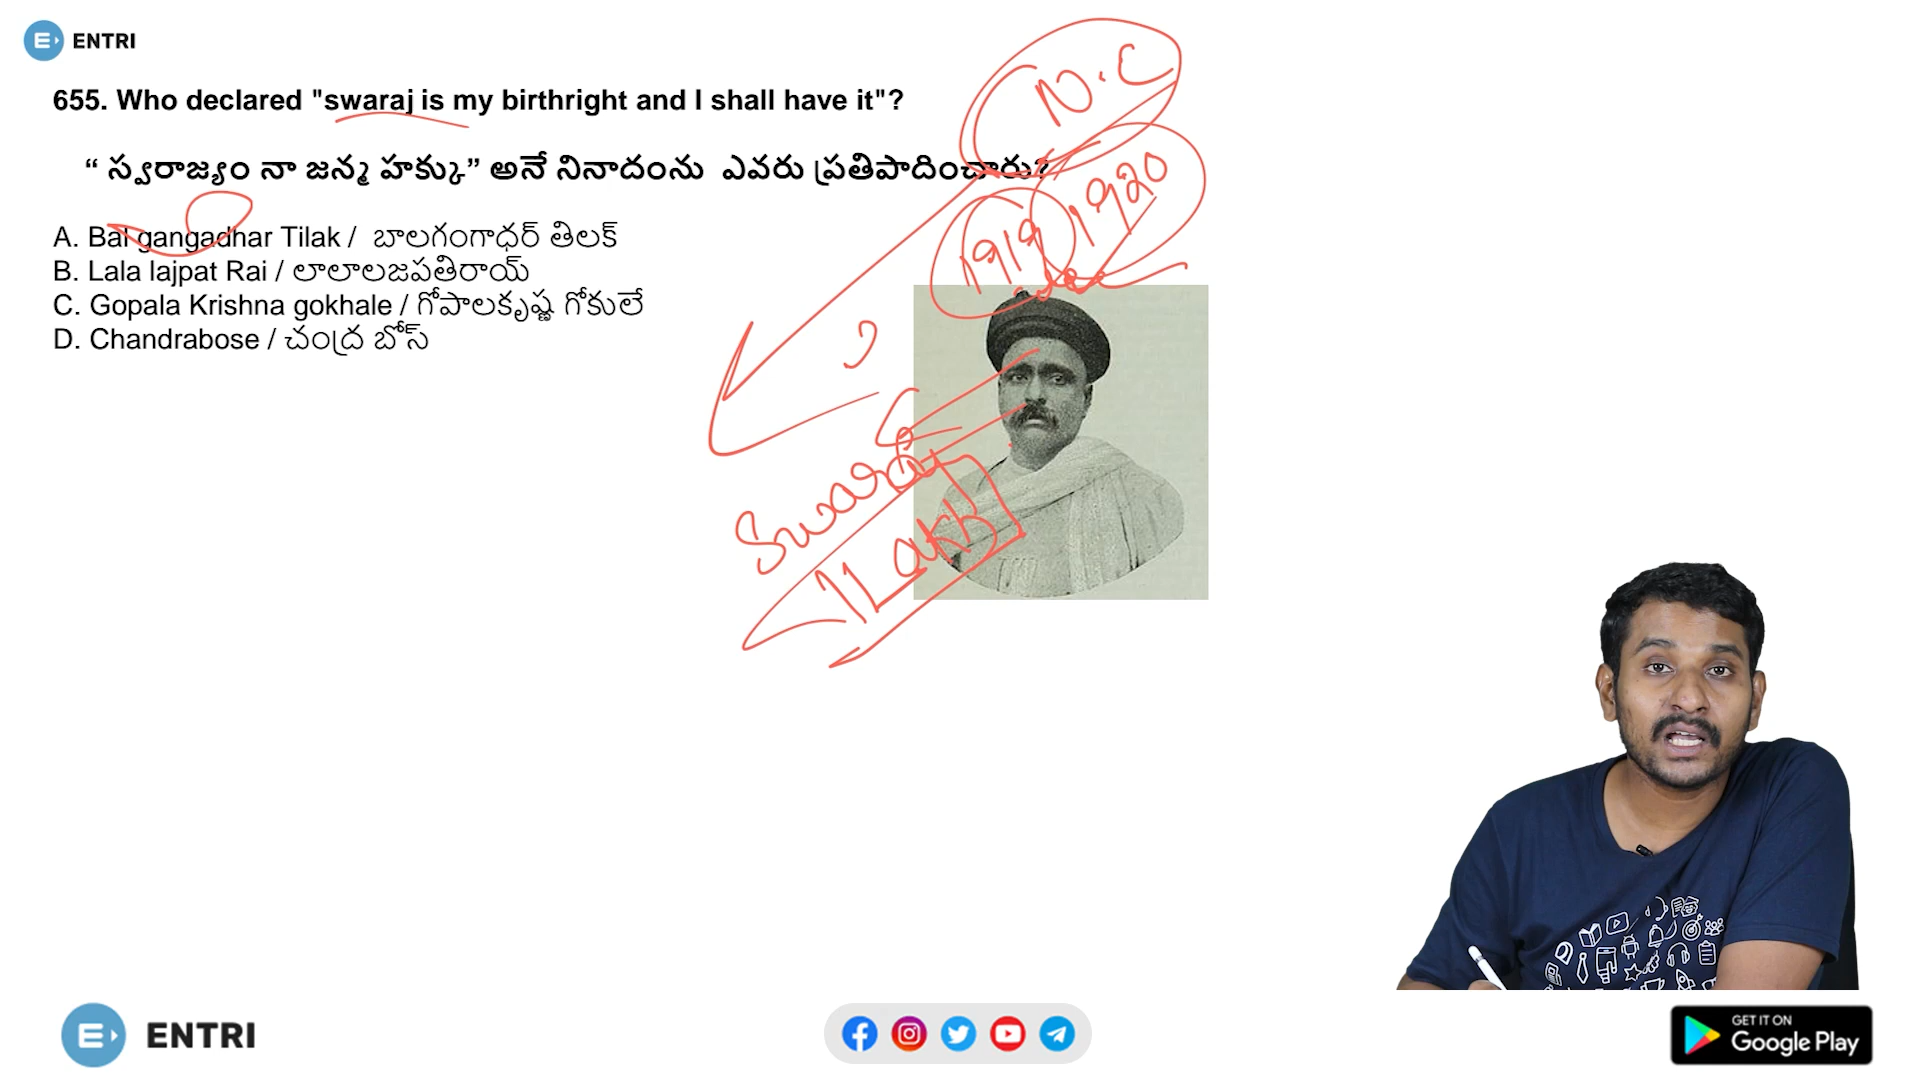 ENTRI
655. Who declared "swaraj is my birthright and I shall have it"?
“ స్వరాజ్యం నా జన్మ హక్కు” అనే నినాదంను ఎవరు ప్రతిపాదించారు?
A. Bal gangadhar Tilak / బాలగంగాధర్ తిలక్
B. Lala lajpat Rai / లాలాలజపతిరాయ్
C. Gopala Krishna gokhale / గోపాలకృష్ణ గోకులే
D. Chandrabose / చంద్ర బోస్
N.C
1920
1919
Swaraj
1Lakh
ENTRI
GET IT ON
Google Play